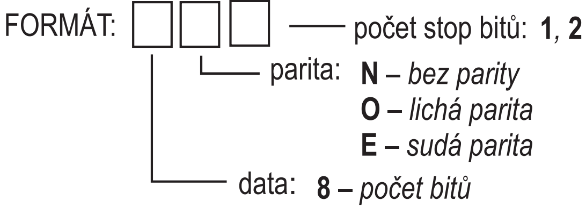 FORMÁT: počet stop bitů: 1, 2
parita: N – bez parity
O – lichá parita
E – sudá parita
data: 8 – počet bitů